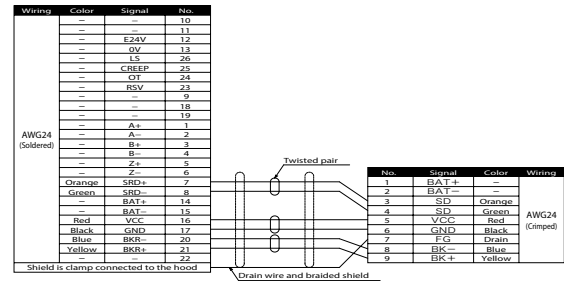 Wiring Color Signal No.
AWG24
(Soldered)
— — 10
— — 11
— E24V 12
— 0V 13
— LS 26
— CREEP 25
— OT 24
— RSV 23
— — 9
— — 18
— — 19
— A+ 1
— A− 2
— B+ 3
— B− 4
— Z+ 5
— Z− 6
Orange SRD+ 7
Green SRD− 8
— BAT+ 14
— BAT− 15
Red VCC 16
Black GND 17
Blue BKR− 20
Yellow BKR+ 21
— — 22
Shield is clamp connected to the hood
Twisted pair
Drain wire and braided shield
No. Signal Color Wiring
1 BAT+ —
2 BAT− —
3 SD Orange
4 SD Green
5 VCC Red
6 GND Black
7 FG Drain
8 BK− Blue
9 BK+ Yellow
AWG24
(Crimped)